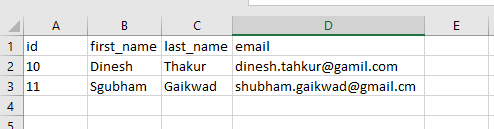 A B C D E
1 id first_name last_name email
2 10 Dinesh Thakur dinesh.tahkur@gamil.com
3 11 Sgubham Gaikwad shubham.gaikwad@gmail.cm
4
5